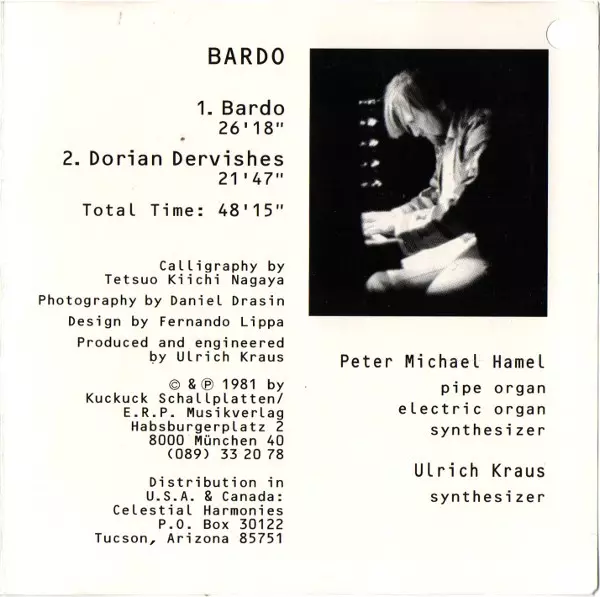 BARDO
1. Bardo
26'18"
2. Dorian Dervishes
21'47"
Total Time: 48'15"
Calligraphy by
Tetsuo Kiichi Nagaya
Photography by Daniel Drasin
Design by Fernando Lippa
Produced and engineered
by Ulrich Kraus
© & ℗ 1981 by
Kuckuck Schallplatten/
E.R.P. Musikverlag
Habsburgerplatz 2
8000 München 40
(089) 33 20 78
Distribution in
U.S.A. & Canada:
Celestial Harmonies
P.O. Box 30122
Tucson, Arizona 85751
Peter Michael Hamel
pipe organ
electric organ
synthesizer
Ulrich Kraus
synthesizer